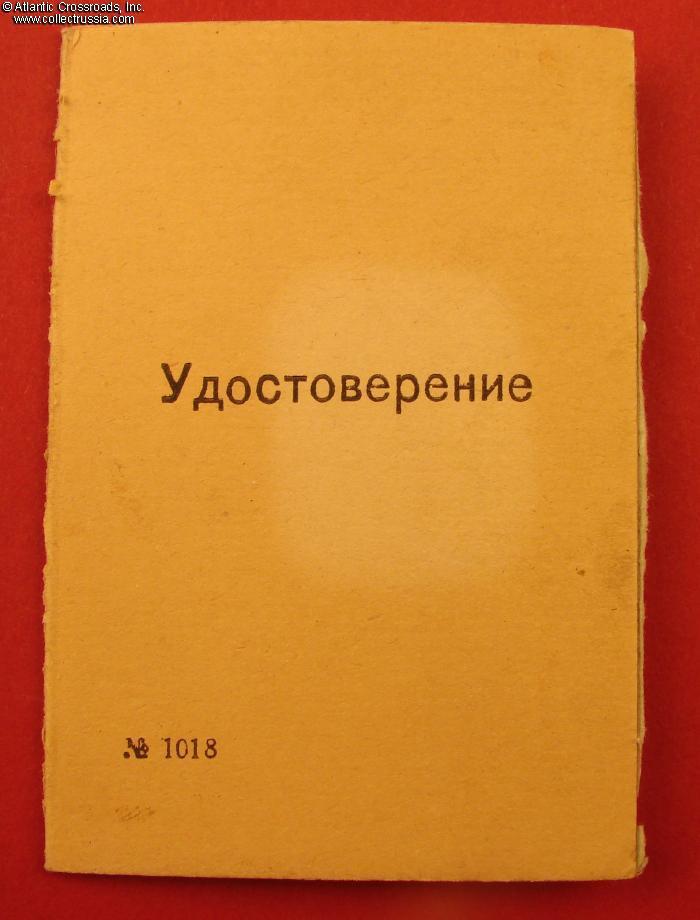 © Atlantic Crossroads, Inc.
www.collectrussia.com
Удостоверение
№ 1018